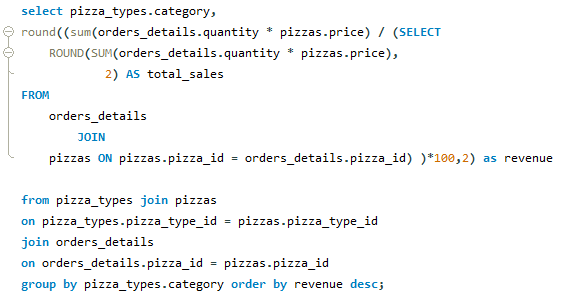 select pizza_types.category,
round((sum(orders_details.quantity * pizzas.price) / (SELECT
ROUND(SUM(orders_details.quantity * pizzas.price),
2) AS total_sales
FROM
orders_details
JOIN
pizzas ON pizzas.pizza_id = orders_details.pizza_id) )*100,2) as revenue
from pizza_types join pizzas
on pizza_types.pizza_type_id = pizzas.pizza_type_id
join orders_details
on orders_details.pizza_id = pizzas.pizza_id
group by pizza_types.category order by revenue desc;